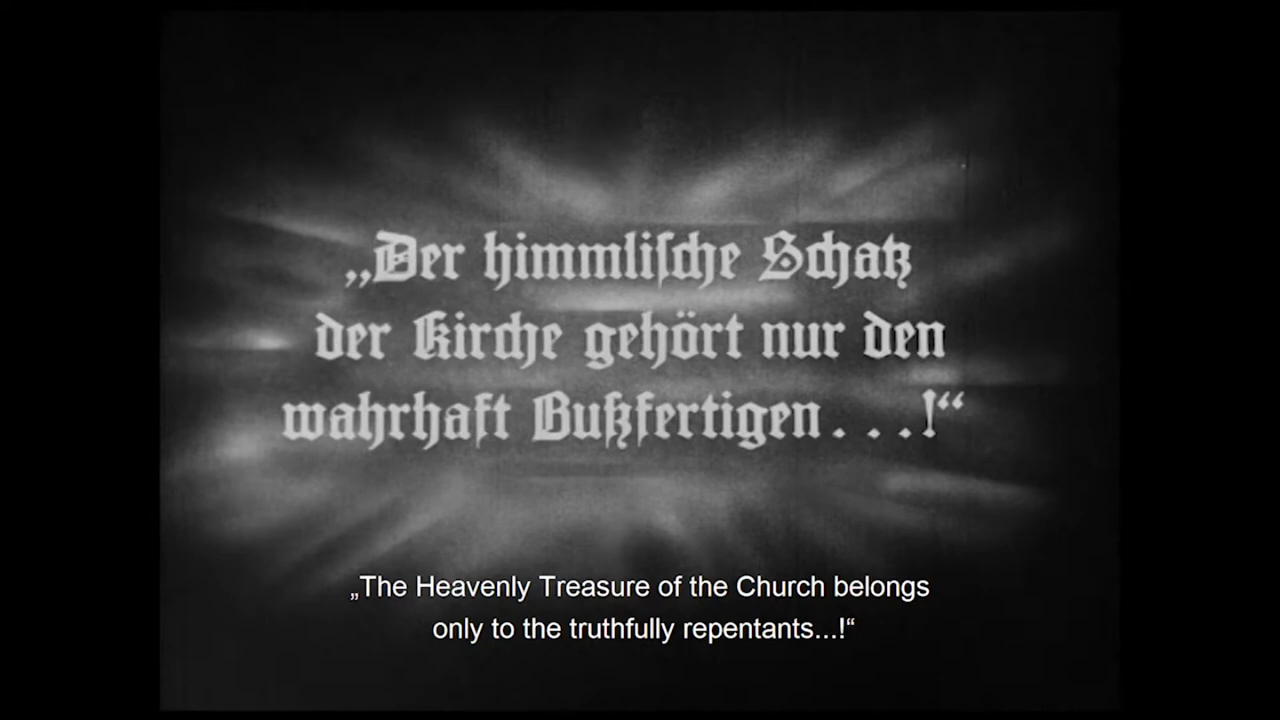 „Der himmliſche Schatz
der Kirche gehört nur den
wahrhaft Bußfertigen...!“
„The Heavenly Treasure of the Church belongs
only to the truthfully repentants...!“